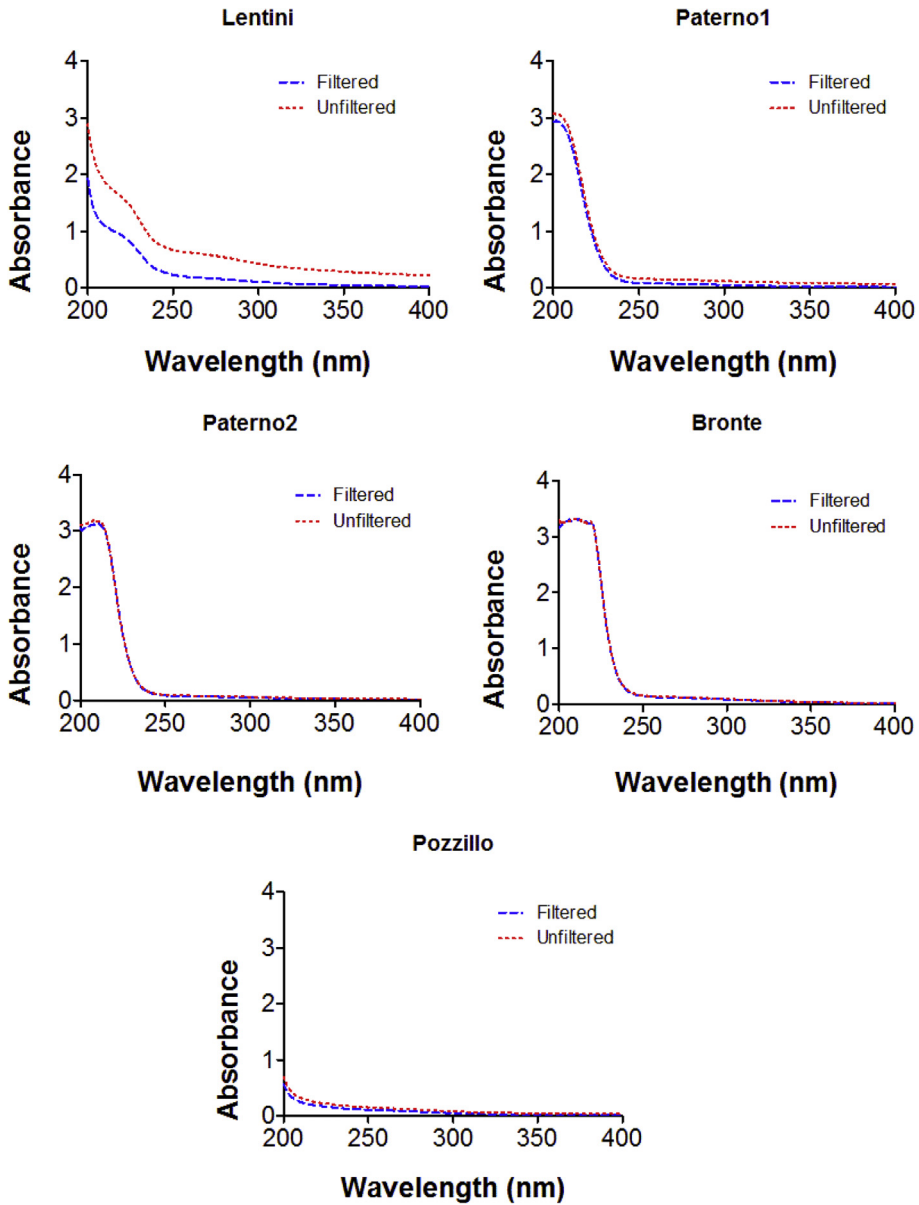 Lentini
4
3
2
1
0
Absorbance
200 250 300 350 400
Wavelength (nm)
Filtered
Unfiltered
Paterno1
4
3
2
1
0
Absorbance
200 250 300 350 400
Wavelength (nm)
Filtered
Unfiltered
Paterno2
4
3
2
1
0
Absorbance
200 250 300 350 400
Wavelength (nm)
Filtered
Unfiltered
Bronte
4
3
2
1
0
Absorbance
200 250 300 350 400
Wavelength (nm)
Filtered
Unfiltered
Pozzillo
4
3
2
1
0
Absorbance
200 250 300 350 400
Wavelength (nm)
Filtered
Unfiltered